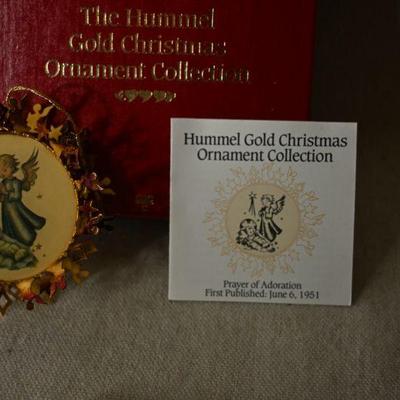 The Hummel
Gold Christmas
Ornament Collection
Hummel Gold Christmas
Ornament Collection
Prayer of Adoration
First Published: June 6, 1951